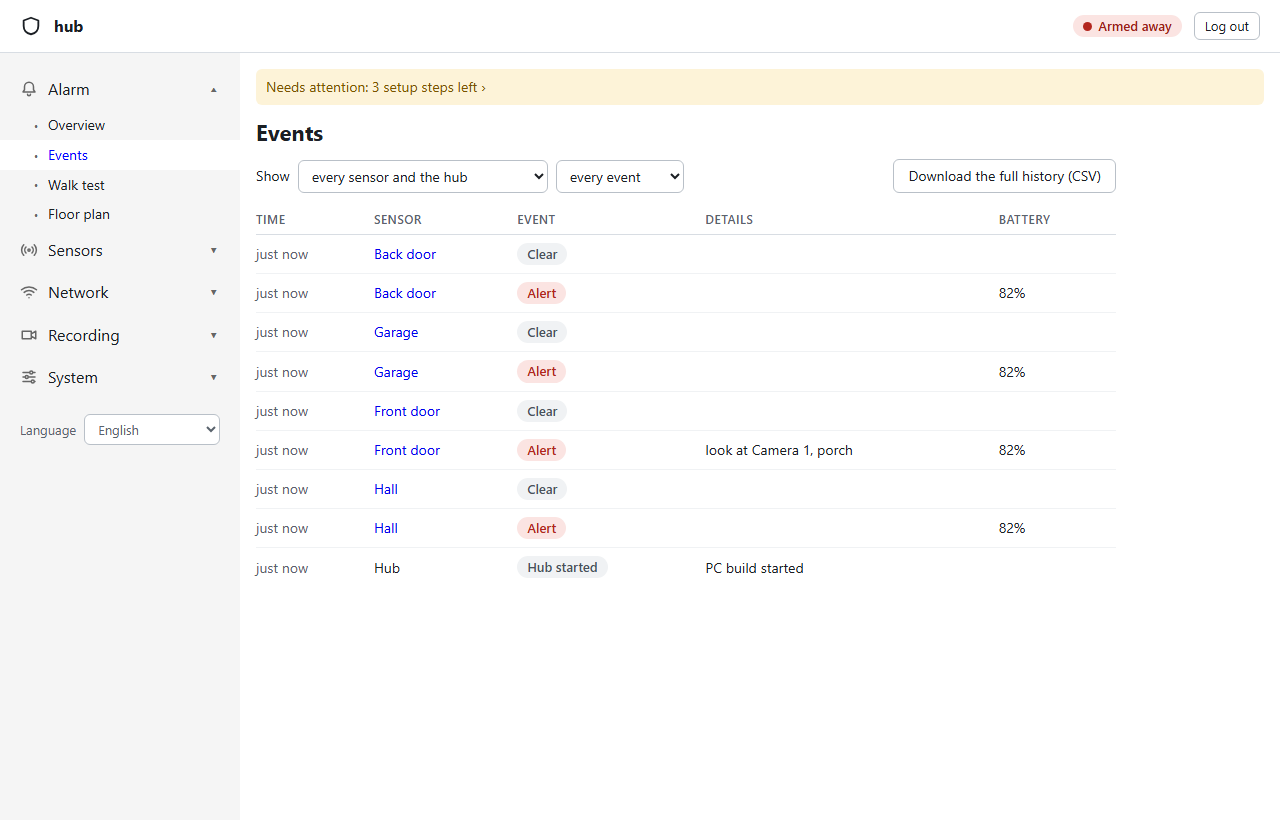 hub
Armed away
Log out
Alarm
Overview
Events
Walk test
Floor plan
Sensors
Network
Recording
System
Language English
Needs attention: 3 setup steps left ›
Events
Show every sensor and the hub every event Download the full history (CSV)
TIME SENSOR EVENT DETAILS BATTERY
just now Back door Clear
just now Back door Alert 82%
just now Garage Clear
just now Garage Alert 82%
just now Front door Clear
just now Front door Alert look at Camera 1, porch 82%
just now Hall Clear
just now Hall Alert 82%
just now Hub Hub started PC build started